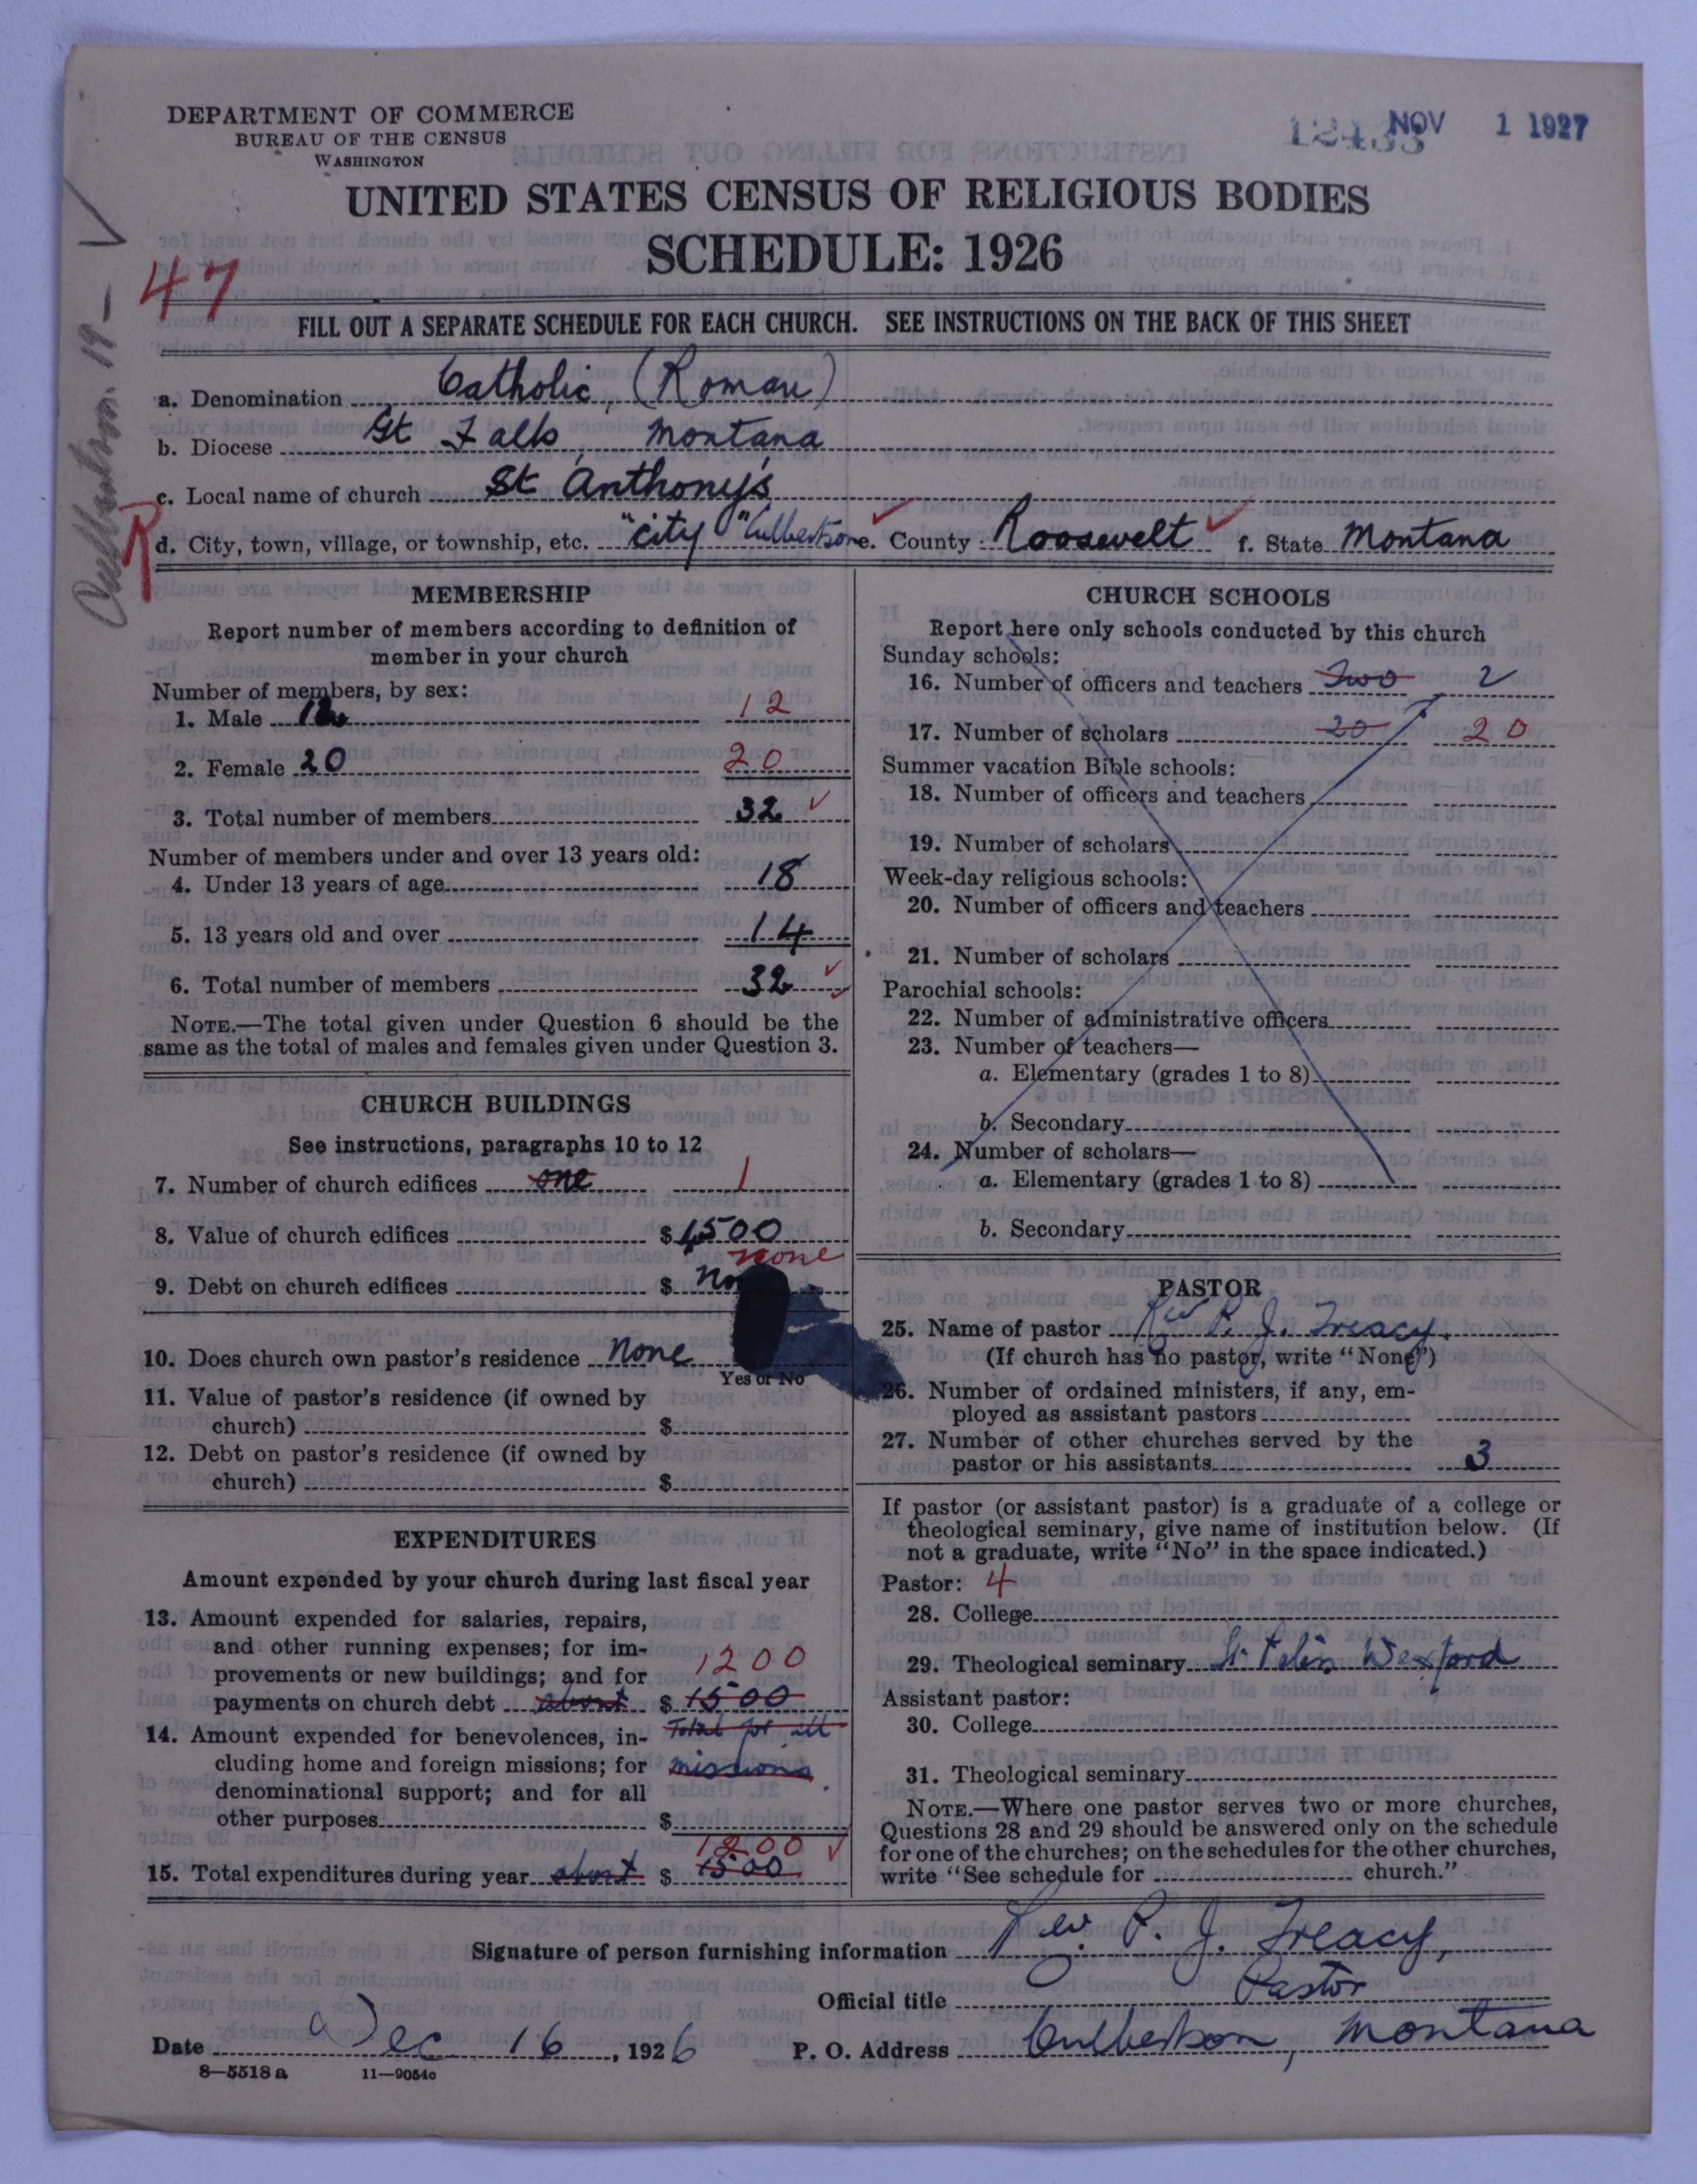 DEPARTMENT OF COMMERCE
BUREAU OF THE CENSUS
WASHINGTON
12433 NOV 1 1927
UNITED STATES CENSUS OF RELIGIOUS BODIES
SCHEDULE: 1926
47
Culbertson. 19 —
FILL OUT A SEPARATE SCHEDULE FOR EACH CHURCH. SEE INSTRUCTIONS ON THE BACK OF THIS SHEET
a. Denomination Catholic, (Roman)
b. Diocese Gt Falls, Montana
c. Local name of church St Anthony's
R
d. City, town, village, or township, etc. "City" Culbertson e. County Roosevelt f. State Montana
MEMBERSHIP
Report number of members according to definition of
member in your church
Number of members, by sex:
1. Male 12 12
2. Female 20 20
3. Total number of members 32
Number of members under and over 13 years old:
4. Under 13 years of age 18
5. 13 years old and over 14
6. Total number of members 32
NOTE.—The total given under Question 6 should be the
same as the total of males and females given under Question 3.
CHURCH BUILDINGS
See instructions, paragraphs 10 to 12
7. Number of church edifices one 1
8. Value of church edifices $ 1500
none
9. Debt on church edifices $
10. Does church own pastor's residence None
Yes or No
11. Value of pastor's residence (if owned by
church) $
12. Debt on pastor's residence (if owned by
church) $
EXPENDITURES
Amount expended by your church during last fiscal year
13. Amount expended for salaries, repairs,
and other running expenses; for im-
provements or new buildings; and for 1200
payments on church debt about $ 1500
14. Amount expended for benevolences, in- Total for all
cluding home and foreign missions; for missions.
denominational support; and for all
other purposes $
1200
15. Total expenditures during year about $ 1500
CHURCH SCHOOLS
Report here only schools conducted by this church
Sunday schools:
16. Number of officers and teachers Two 2
17. Number of scholars 20 20
Summer vacation Bible schools:
18. Number of officers and teachers
19. Number of scholars
Week-day religious schools:
20. Number of officers and teachers
21. Number of scholars
Parochial schools:
22. Number of administrative officers
23. Number of teachers—
a. Elementary (grades 1 to 8)
b. Secondary
24. Number of scholars—
a. Elementary (grades 1 to 8)
b. Secondary
PASTOR
25. Name of pastor Rev P. J. Treacy.
(If church has no pastor, write "None")
26. Number of ordained ministers, if any, em-
ployed as assistant pastors
27. Number of other churches served by the
pastor or his assistants 3
If pastor (or assistant pastor) is a graduate of a college or
theological seminary, give name of institution below. (If
not a graduate, write "No" in the space indicated.)
Pastor: 4
28. College
29. Theological seminary St Wexford
Assistant pastor:
30. College
31. Theological seminary
NOTE.—Where one pastor serves two or more churches,
Questions 28 and 29 should be answered only on the schedule
for one of the churches; on the schedules for the other churches,
write "See schedule for church."
Signature of person furnishing information Rev. P. J. Treacy,
Official title Pastor
Date Dec 16, 1926 P. O. Address Culbertson, Montana
8—5518 a 11—9054c